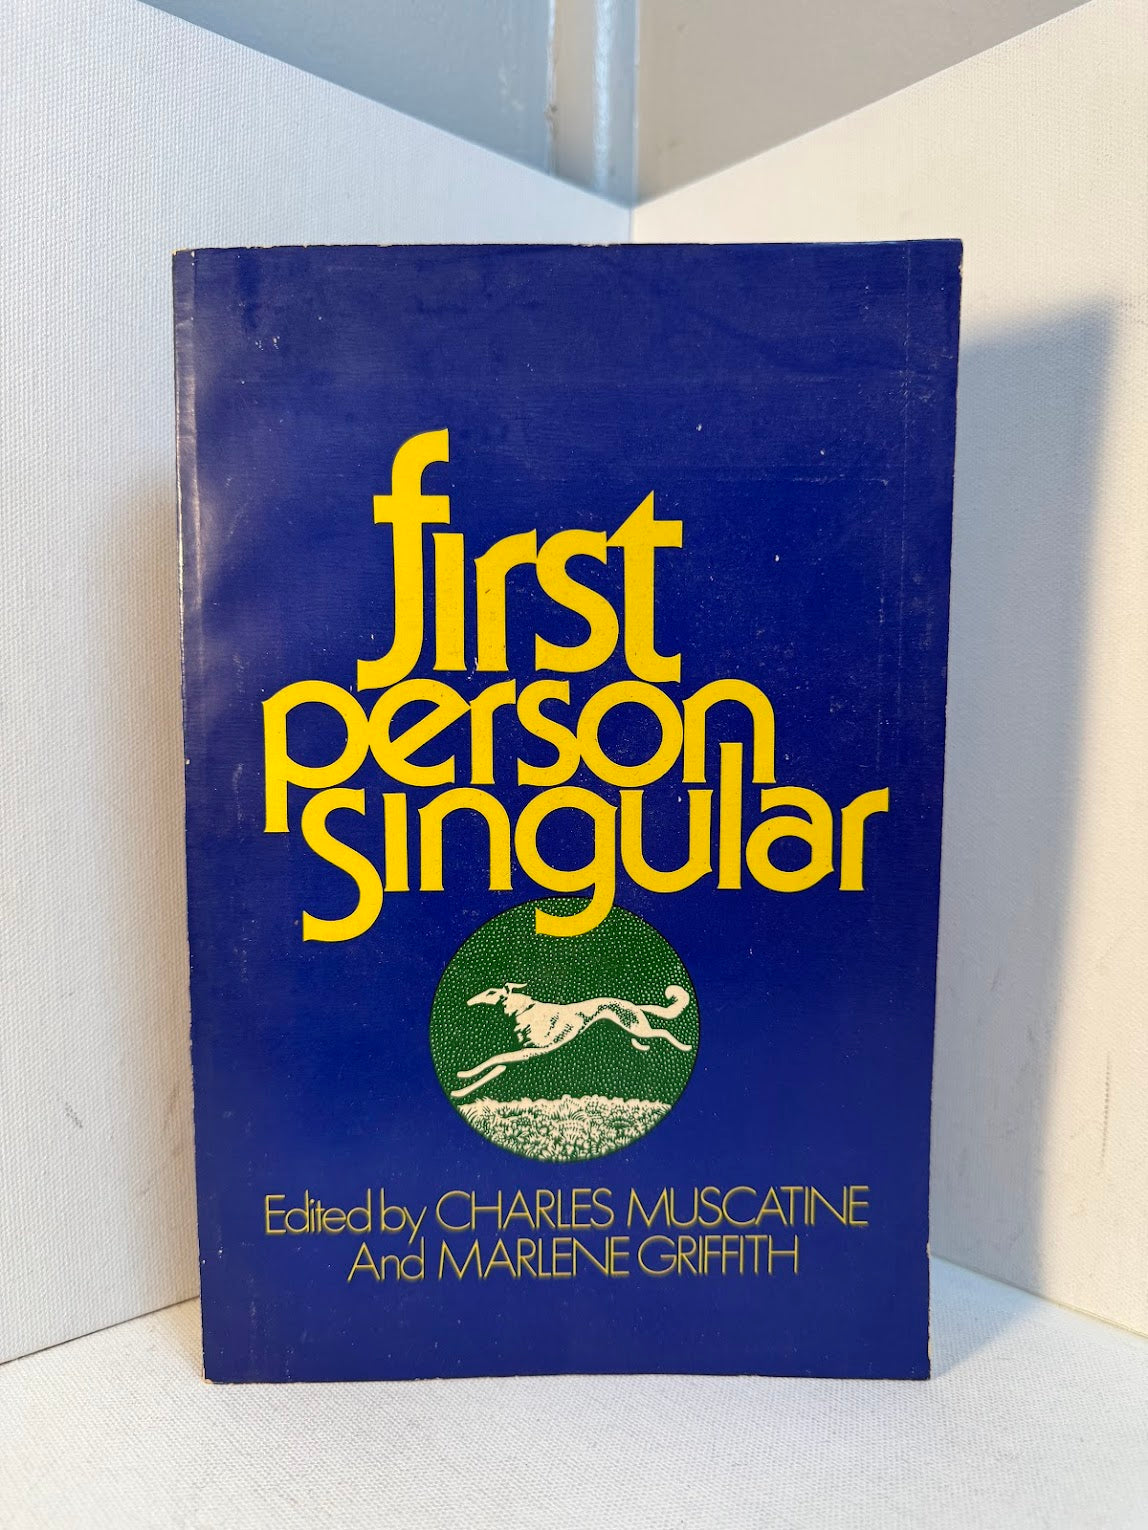 first
person
singular
Edited by CHARLES MUSCATINE
And MARLENE GRIFFITH